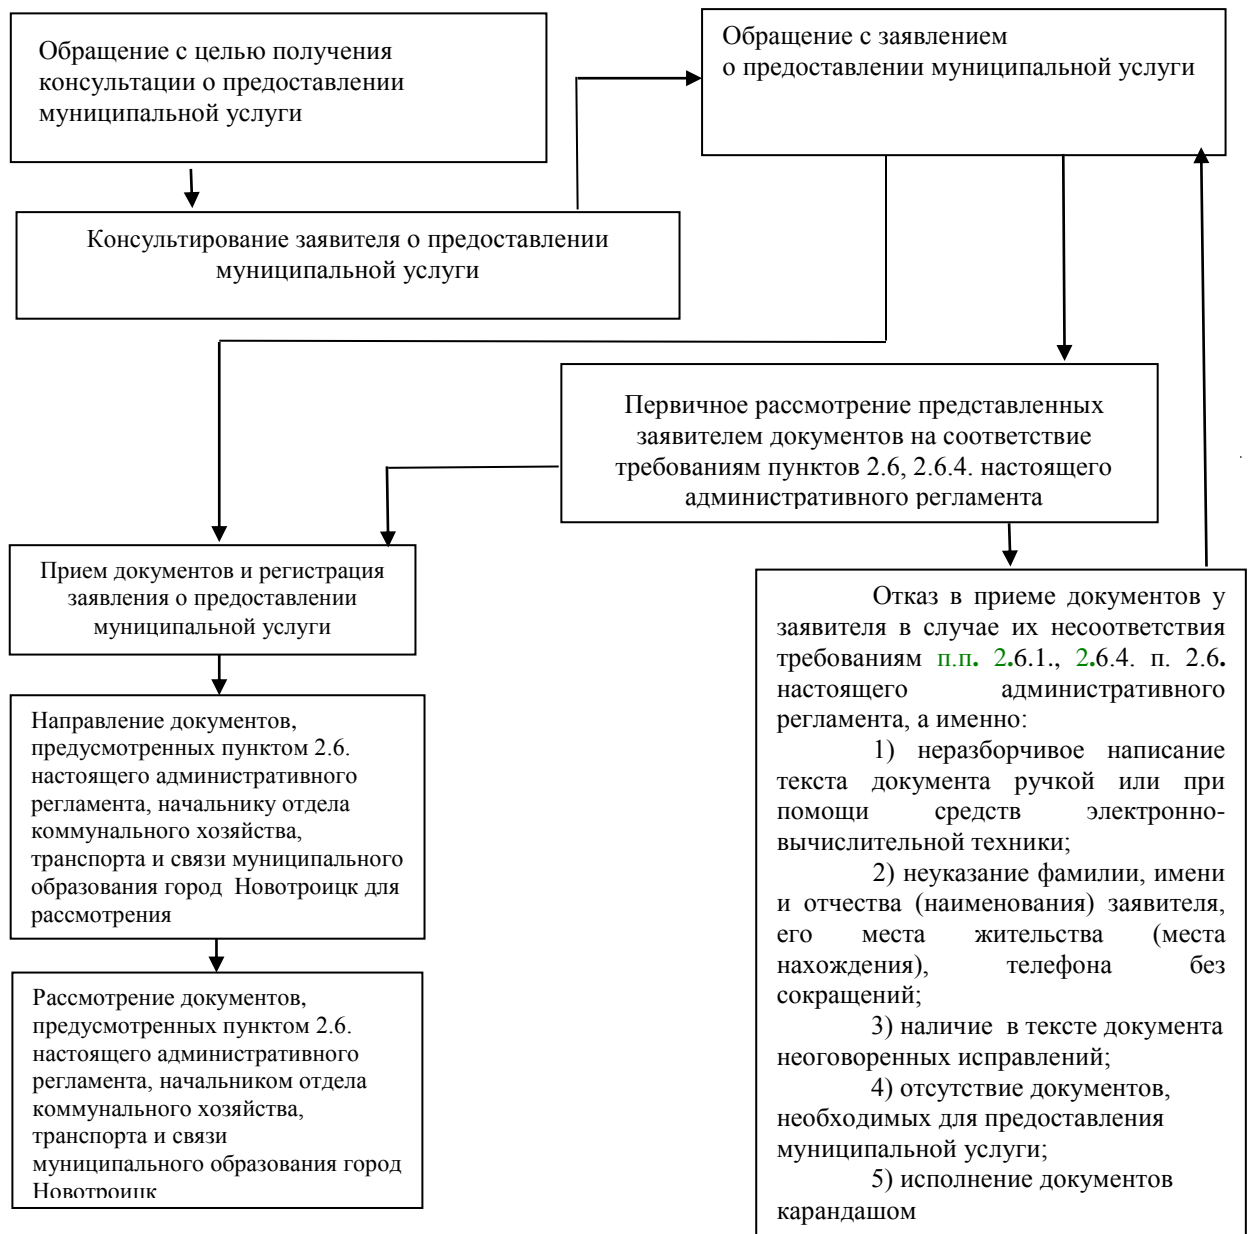 Обращение с целью получения
консультации о предоставлении
муниципальной услуги
Обращение с заявлением
о предоставлении муниципальной услуги
Консультирование заявителя о предоставлении
муниципальной услуги
Первичное рассмотрение представленных
заявителем документов на соответствие
требованиям пунктов 2.6, 2.6.4. настоящего
административного регламента
Прием документов и регистрация
заявления о предоставлении
муниципальной услуги
Направление документов,
предусмотренных пунктом 2.6.
настоящего административного
регламента, начальнику отдела
коммунального хозяйства,
транспорта и связи муниципального
образования город Новотроицк для
рассмотрения
Рассмотрение документов,
предусмотренных пунктом 2.6.
настоящего административного
регламента, начальником отдела
коммунального хозяйства,
транспорта и связи
муниципального образования город
Новотроицк
Отказ в приеме документов у
заявителя в случае их несоответствия
требованиям п.п. 2.6.1., 2.6.4. п. 2.6.
настоящего административного
регламента, а именно:
1) неразборчивое написание
текста документа ручкой или при
помощи средств электронно-
вычислительной техники;
2) неуказание фамилии, имени
и отчества (наименования) заявителя,
его места жительства (места
нахождения), телефона без
сокращений;
3) наличие в тексте документа
неоговоренных исправлений;
4) отсутствие документов,
необходимых для предоставления
муниципальной услуги;
5) исполнение документов
карандашом